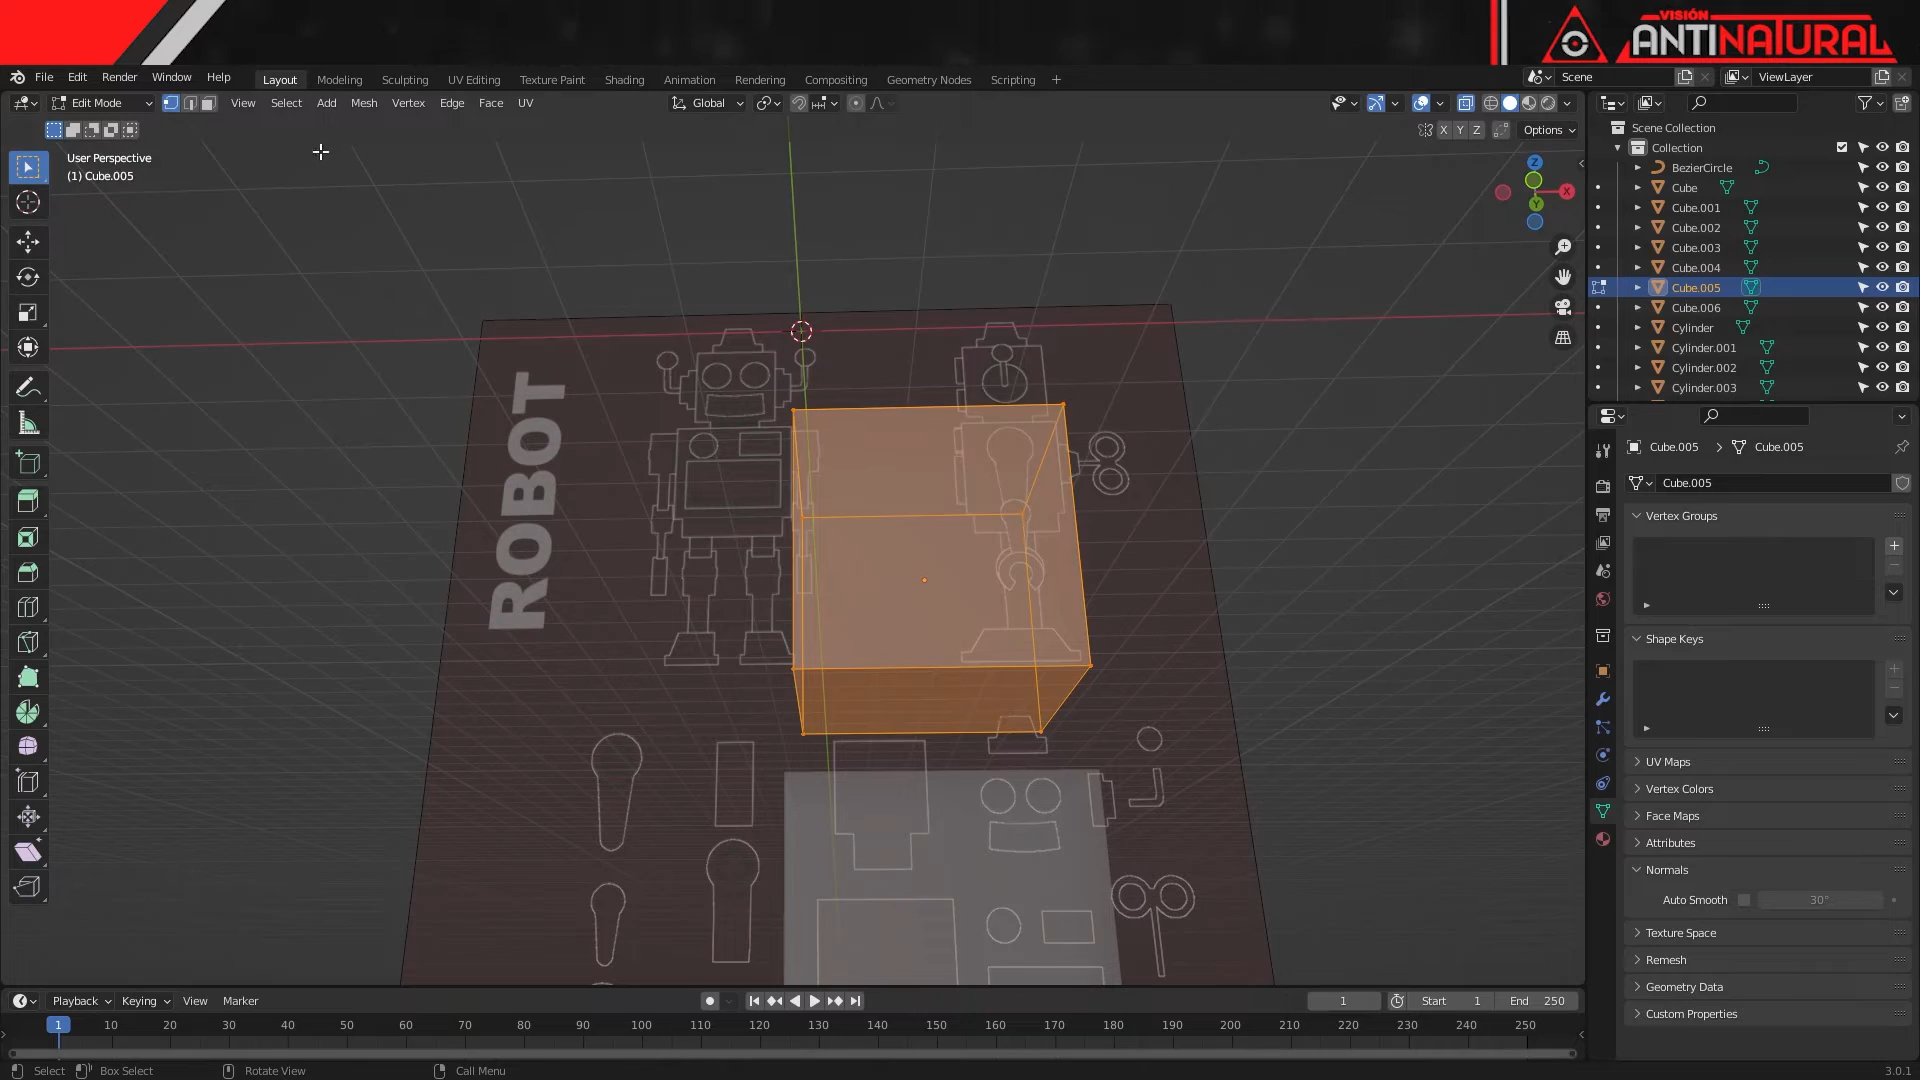 VISIÓN
ANTINATURAL
File Edit Render Window Help Layout Modeling Sculpting UV Editing Texture Paint Shading Animation Rendering Compositing Geometry Nodes Scripting + Scene ViewLayer
Edit Mode View Select Add Mesh Vertex Edge Face UV Global
X Y Z Options
User Perspective
(1) Cube.005
Z
X
Y
ROBOT
Scene Collection
Collection
BezierCircle
Cube
Cube.001
Cube.002
Cube.003
Cube.004
Cube.005
Cube.006
Cylinder
Cylinder.001
Cylinder.002
Cylinder.003
Cube.005 > Cube.005
Cube.005
Vertex Groups
Shape Keys
UV Maps
Vertex Colors
Face Maps
Attributes
Normals
Auto Smooth 30°
Texture Space
Remesh
Geometry Data
Custom Properties
Playback Keying View Marker 1 Start 1 End 250
1 10 20 30 40 50 60 70 80 90 100 110 120 130 140 150 160 170 180 190 200 210 220 230 240 250
Select Box Select Rotate View Call Menu 3.0.1